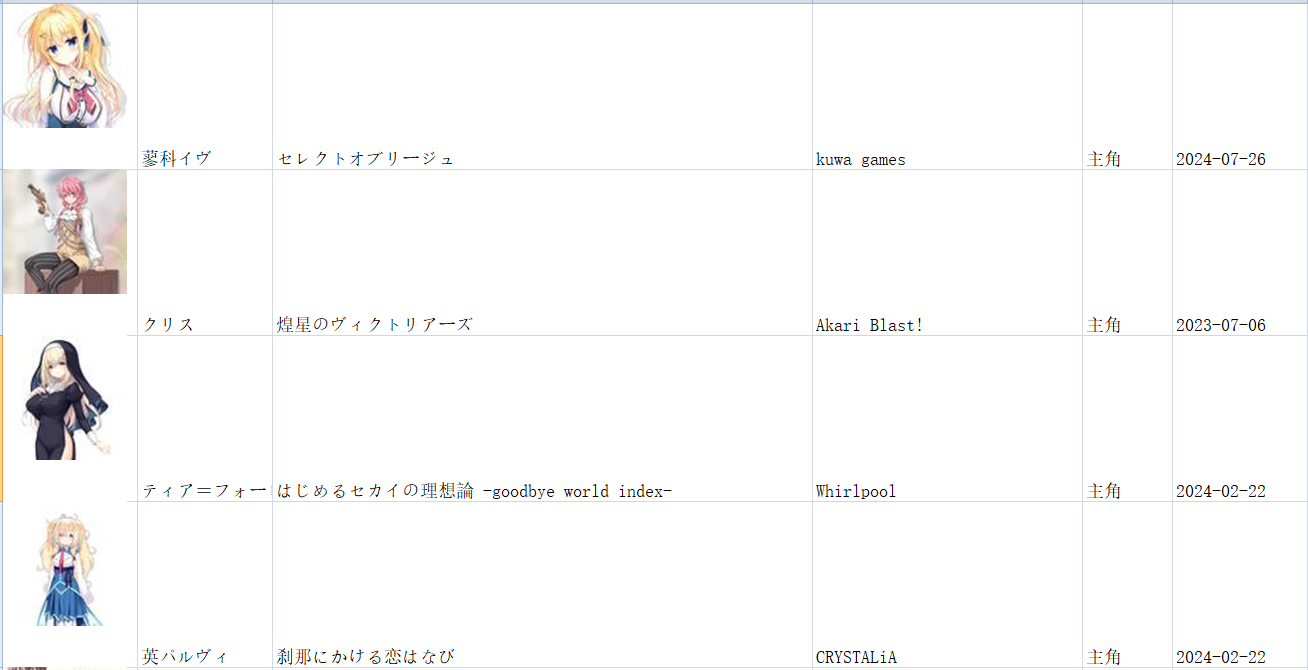 蓼科イヴ セレクトオブリージュ kuwa games 主角 2024-07-26
クリス 煌星のヴィクトリアーズ Akari Blast! 主角 2023-07-06
ティア＝フォー はじめるセカイの理想論 -goodbye world index- Whirlpool 主角 2024-02-22
英パルヴィ 刹那にかける恋はなび CRYSTALiA 主角 2024-02-22